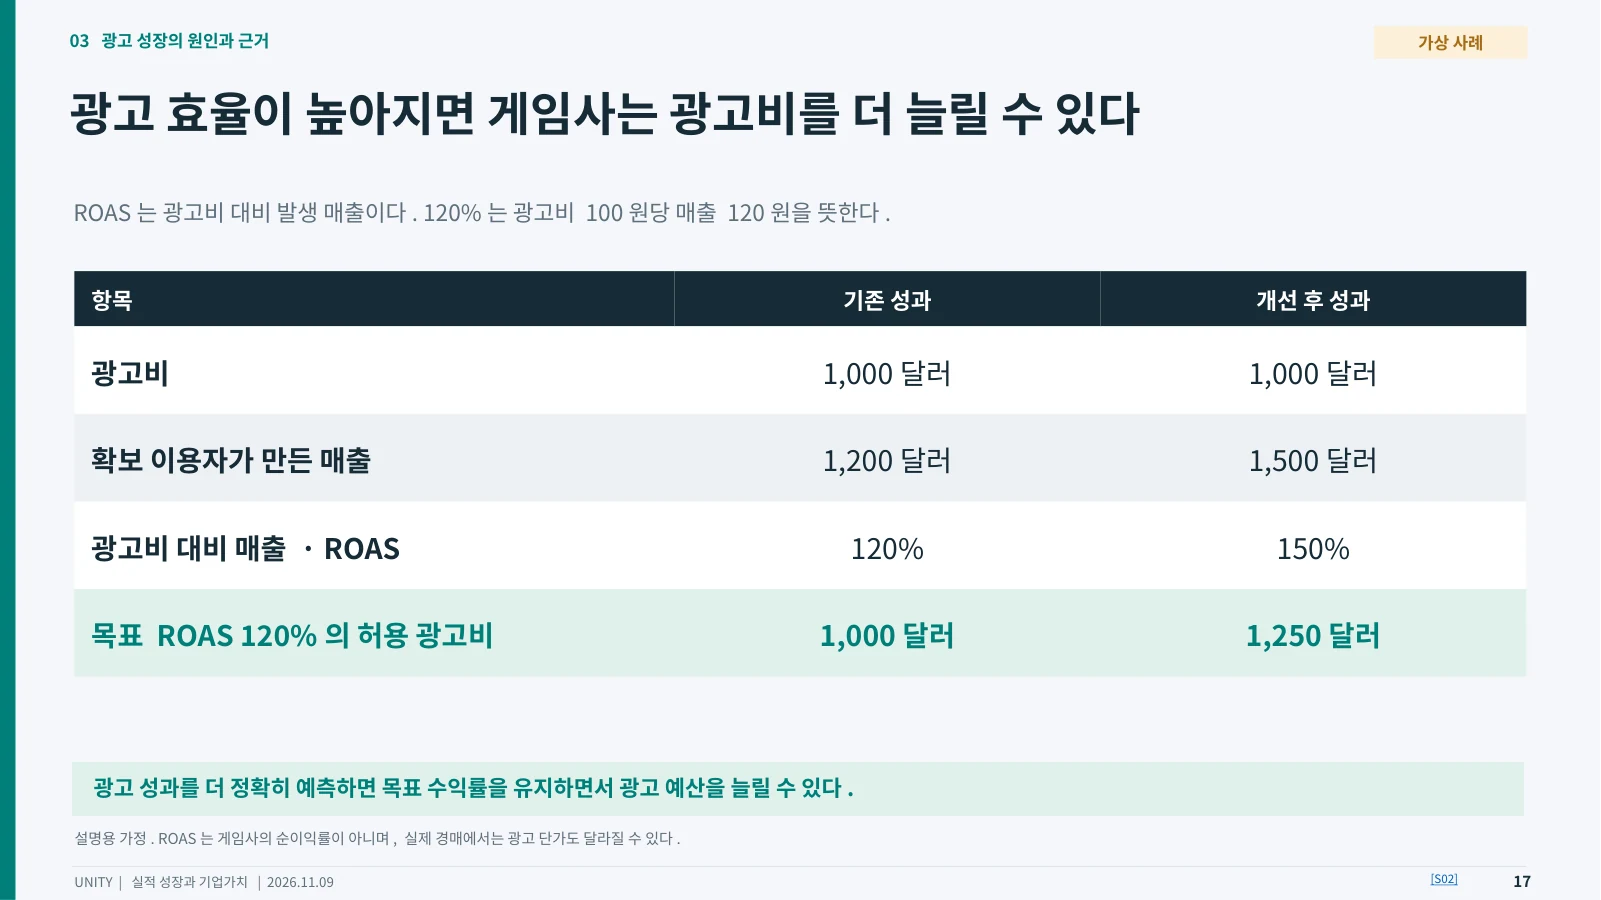 03 광고 성장의 원인과 근거
가상 사례
광고 효율이 높아지면 게임사는 광고비를 더 늘릴 수 있다
ROAS 는 광고비 대비 발생 매출이다 . 120% 는 광고비 100 원당 매출 120 원을 뜻한다 .
항목 기존 성과 개선 후 성과
광고비 1,000 달러 1,000 달러
확보 이용자가 만든 매출 1,200 달러 1,500 달러
광고비 대비 매출 · ROAS 120% 150%
목표 ROAS 120% 의 허용 광고비 1,000 달러 1,250 달러
광고 성과를 더 정확히 예측하면 목표 수익률을 유지하면서 광고 예산을 늘릴 수 있다 .
설명용 가정 . ROAS 는 게임사의 순이익률이 아니며 , 실제 경매에서는 광고 단가도 달라질 수 있다 .
UNITY | 실적 성장과 기업가치 | 2026.11.09 [S02] 17